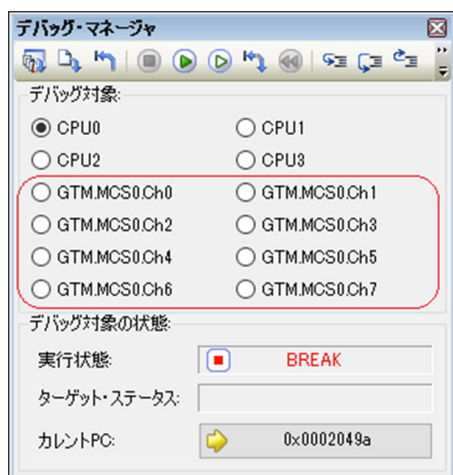 デバッグ・マネージャ
デバッグ対象:
CPU0 CPU1
CPU2 CPU3
GTM.MCS0.Ch0 GTM.MCS0.Ch1
GTM.MCS0.Ch2 GTM.MCS0.Ch3
GTM.MCS0.Ch4 GTM.MCS0.Ch5
GTM.MCS0.Ch6 GTM.MCS0.Ch7
デバッグ対象の状態:
実行状態: BREAK
ターゲット・ステータス:
カレントPC: 0x0002049a